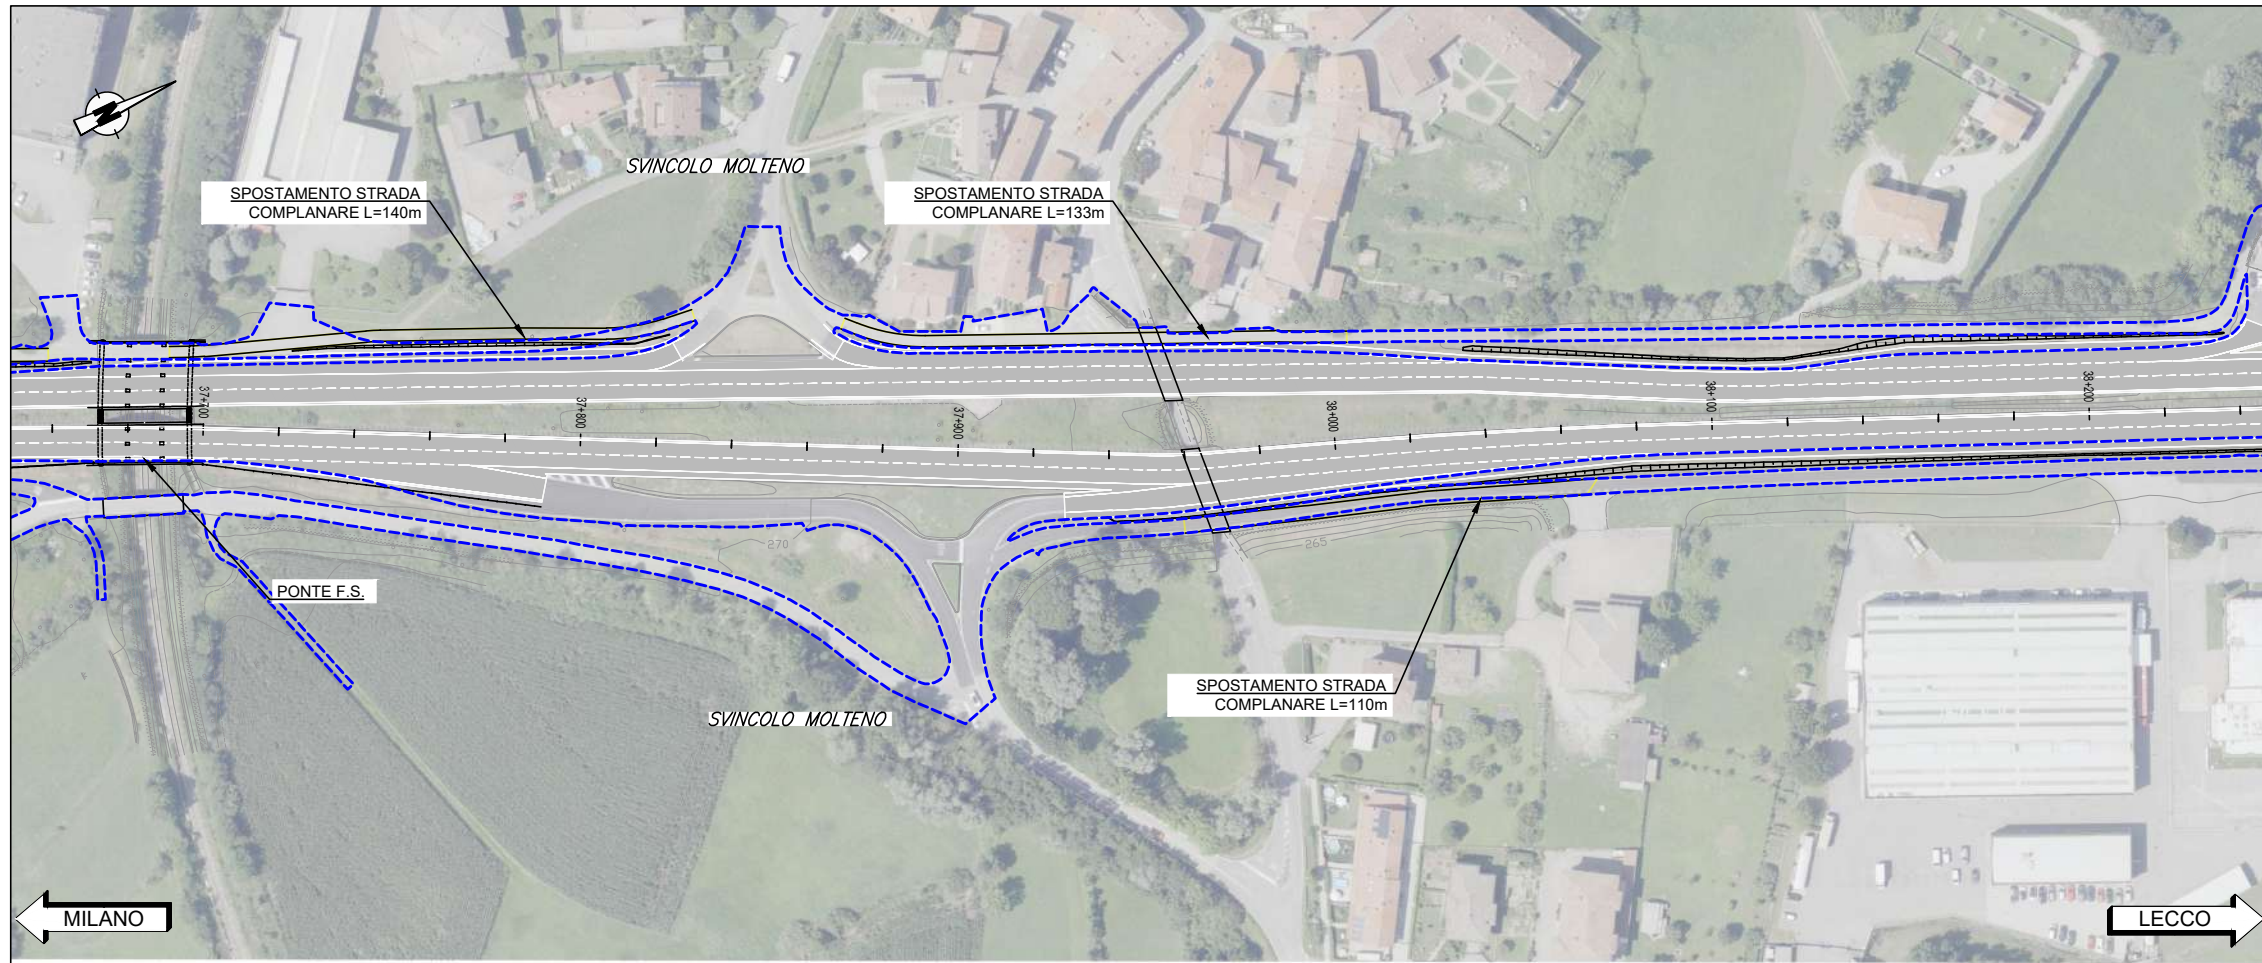 N
SVINCOLO MOLTENO
SPOSTAMENTO STRADA
COMPLANARE L=140m
SPOSTAMENTO STRADA
COMPLANARE L=133m
37+700
37+800
37+900
38+000
38+100
38+200
270
265
PONTE F.S.
SPOSTAMENTO STRADA
COMPLANARE L=110m
SVINCOLO MOLTENO
MILANO
LECCO